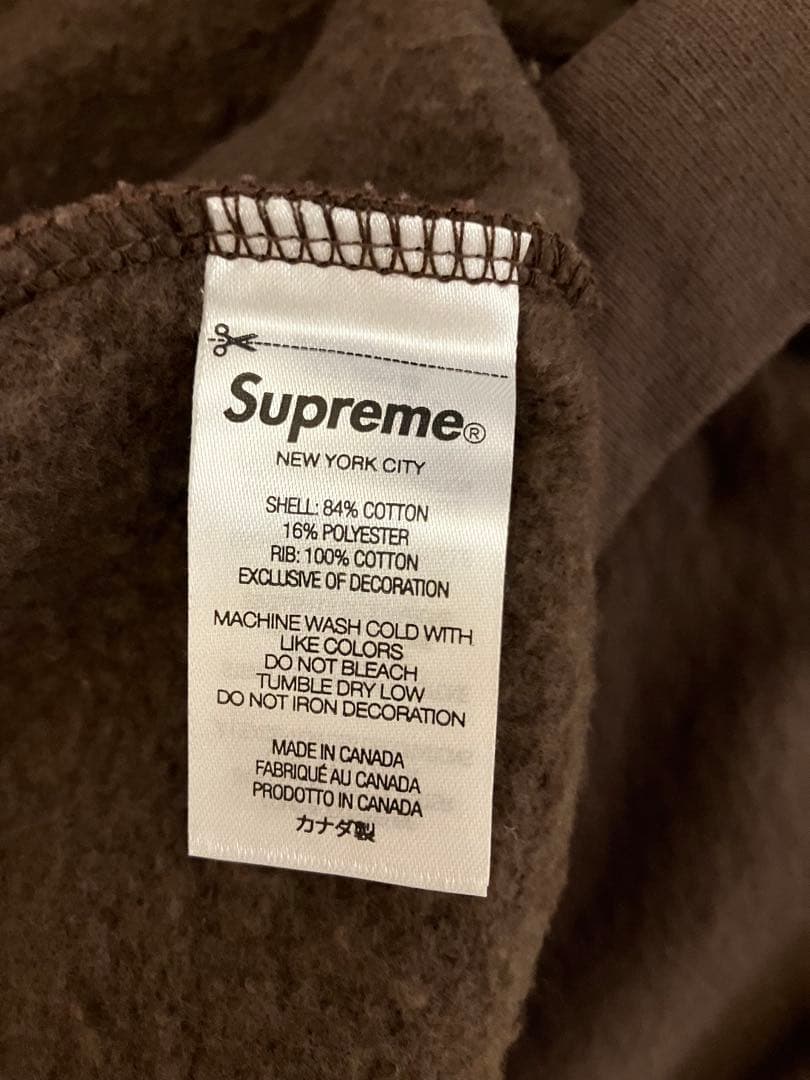 Supreme®
NEW YORK CITY
SHELL: 84% COTTON
16% POLYESTER
RIB: 100% COTTON
EXCLUSIVE OF DECORATION
MACHINE WASH COLD WITH
LIKE COLORS
DO NOT BLEACH
TUMBLE DRY LOW
DO NOT IRON DECORATION
MADE IN CANADA
FABRIQUÉ AU CANADA
PRODOTTO IN CANADA
カナダ製